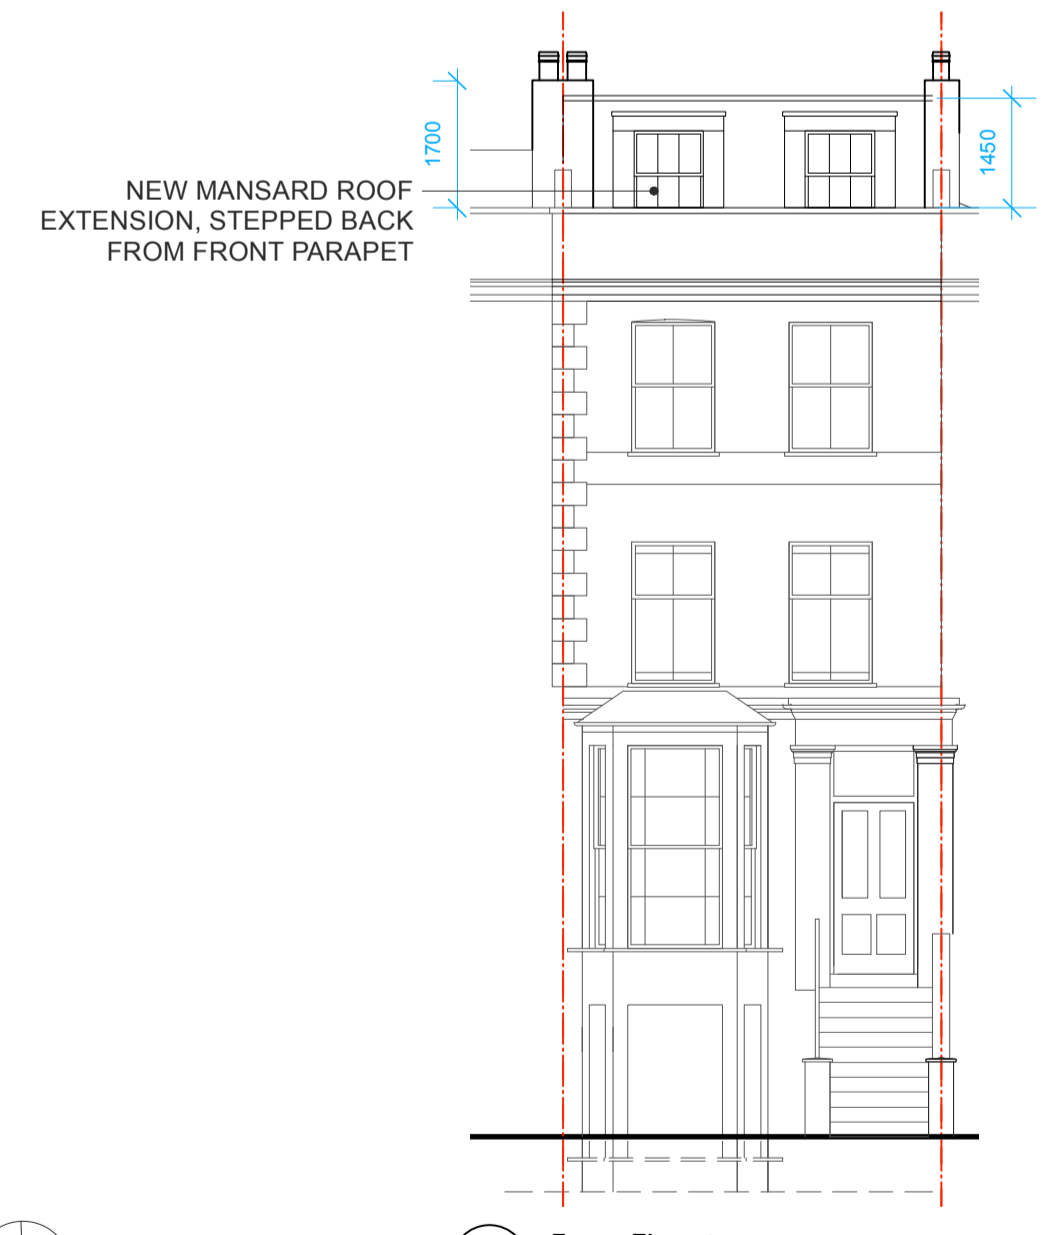 1700
1450
NEW MANSARD ROOF
EXTENSION, STEPPED BACK
FROM FRONT PARAPET